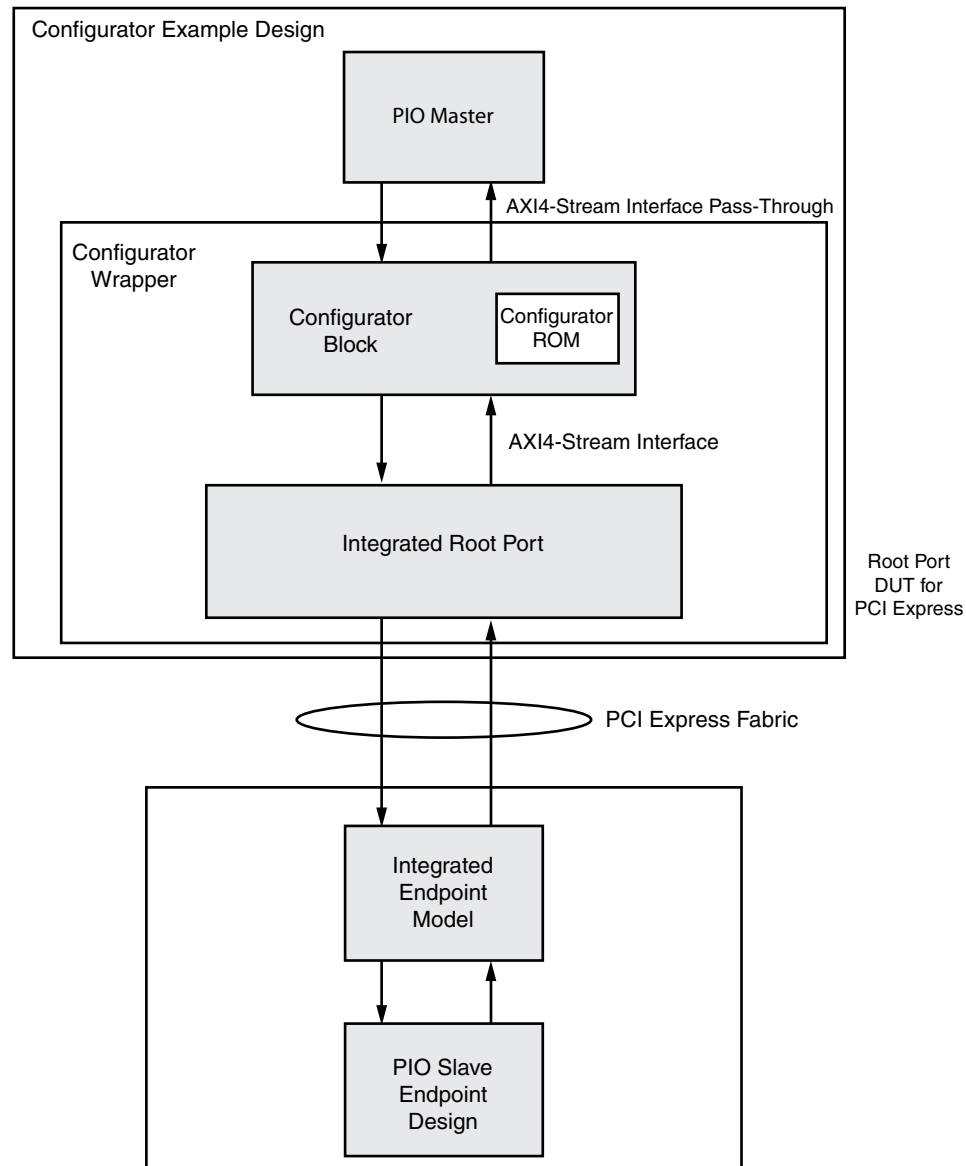 Configurator Example Design
PIO Master
AXI4-Stream Interface Pass-Through
Configurator
Wrapper
Configurator
Block
Configurator
ROM
AXI4-Stream Interface
Integrated Root Port
Root Port
DUT for
PCI Express
PCI Express Fabric
Integrated
Endpoint
Model
PIO Slave
Endpoint
Design